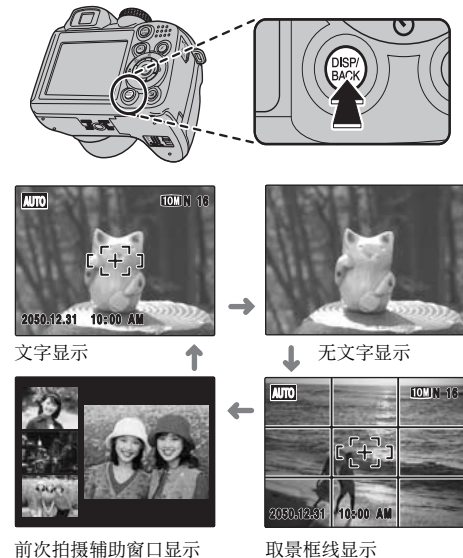 DISP/
BACK
AUTO 10M N 16
2050.12.31 10:00 AM
文字显示
无文字显示
AUTO 10M N 16
2050.12.31 10:00 AM
前次拍摄辅助窗口显示
取景框线显示